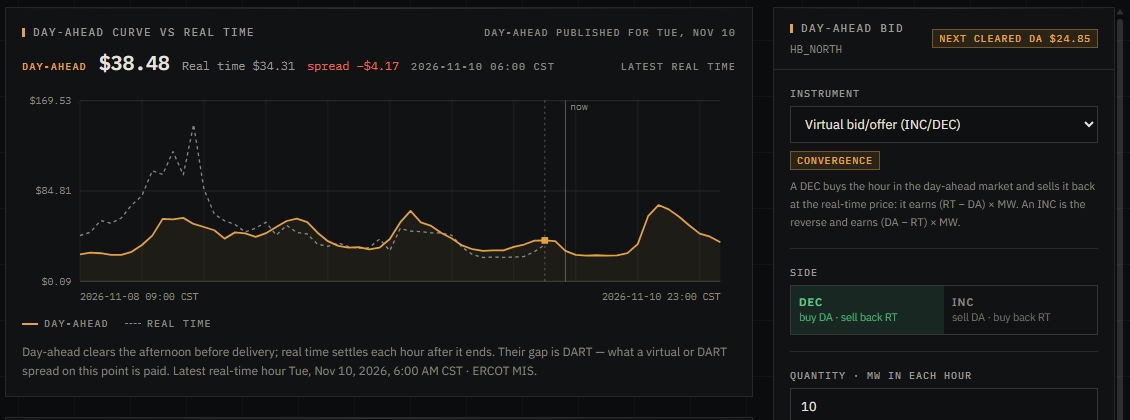 DAY-AHEAD CURVE VS REAL TIME
DAY-AHEAD PUBLISHED FOR TUE, NOV 10
DAY-AHEAD $38.48 Real time $34.31 spread −$4.17 2026-11-10 06:00 CST
LATEST REAL TIME
$169.53
now
$84.81
$0.09
2026-11-08 09:00 CST
2026-11-10 23:00 CST
DAY-AHEAD
REAL TIME
Day-ahead clears the afternoon before delivery; real time settles each hour after it ends. Their gap is DART — what a virtual or DART
spread on this point is paid. Latest real-time hour Tue, Nov 10, 2026, 6:00 AM CST · ERCOT MIS.
DAY-AHEAD BID
HB_NORTH
NEXT CLEARED DA $24.85
INSTRUMENT
Virtual bid/offer (INC/DEC)
CONVERGENCE
A DEC buys the hour in the day-ahead market and sells it back
at the real-time price: it earns (RT − DA) × MW. An INC is the
reverse and earns (DA − RT) × MW.
SIDE
DEC
buy DA · sell back RT
INC
sell DA · buy back RT
QUANTITY · MW IN EACH HOUR
10